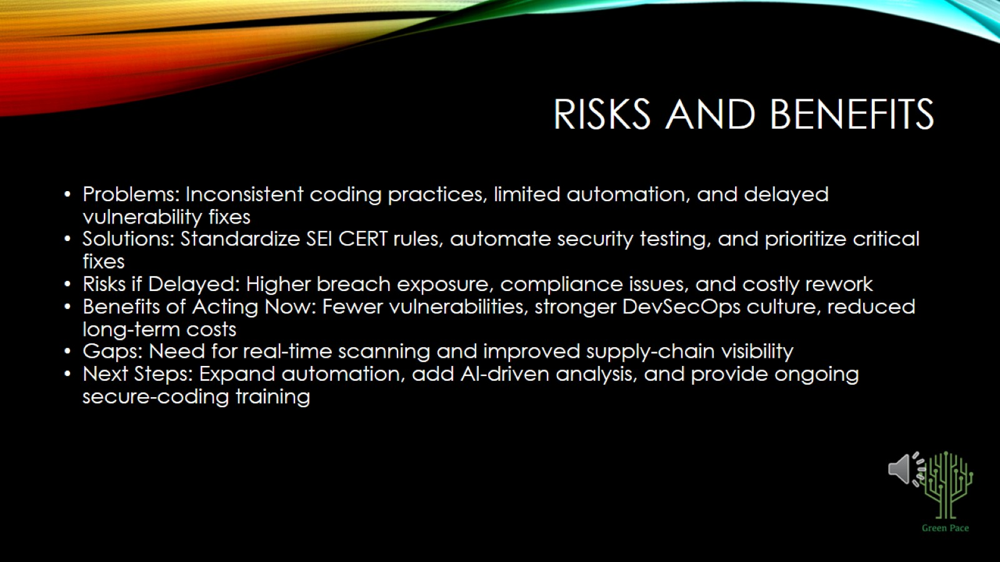 RISKS AND BENEFITS
• Problems: Inconsistent coding practices, limited automation, and delayed
vulnerability fixes
• Solutions: Standardize SEI CERT rules, automate security testing, and prioritize critical
fixes
• Risks if Delayed: Higher breach exposure, compliance issues, and costly rework
• Benefits of Acting Now: Fewer vulnerabilities, stronger DevSecOps culture, reduced
long-term costs
• Gaps: Need for real-time scanning and improved supply-chain visibility
• Next Steps: Expand automation, add AI-driven analysis, and provide ongoing
secure-coding training
Green Pace